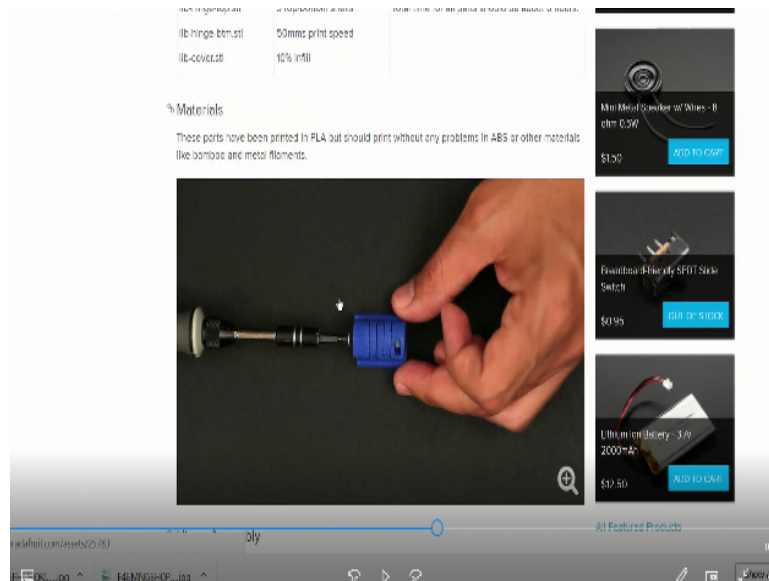 lib-hinge-btm.stl
50mms print speed
lib-cover.stl
10% infill
Materials
These parts have been printed in PLA but should print without any problems in ABS or other materials
like bamboo and metal filaments.
Mini Metal Speaker w/ Wires - 8
ohm 0.5W
$1.50
ADD TO CART
Breadboard-friendly SPDT Slide
Switch
$0.95
OUT OF STOCK
Lithium Ion Battery - 3.7v
2000mAh
$12.50
ADD TO CART
All Featured Products
bly